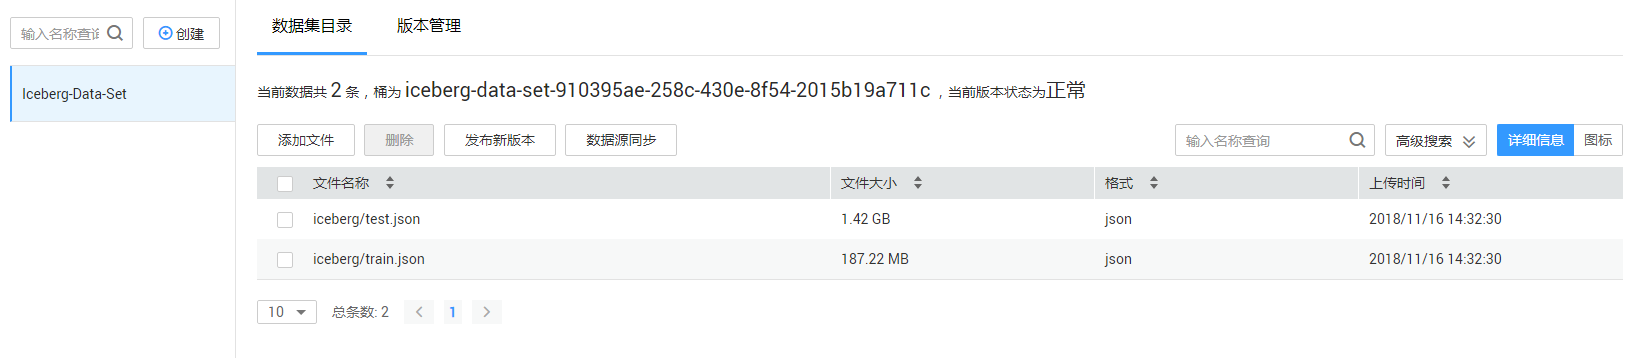 输入名称查询
创建
Iceberg-Data-Set
数据集目录 版本管理
当前数据共 2 条，桶为 iceberg-data-set-910395ae-258c-430e-8f54-2015b19a711c ，当前版本状态为正常
添加文件 删除 发布新版本 数据源同步 输入名称查询 高级搜索 详细信息 图标
文件名称 文件大小 格式 上传时间
iceberg/test.json 1.42 GB json 2018/11/16 14:32:30
iceberg/train.json 187.22 MB json 2018/11/16 14:32:30
10 总条数: 2 < 1 >